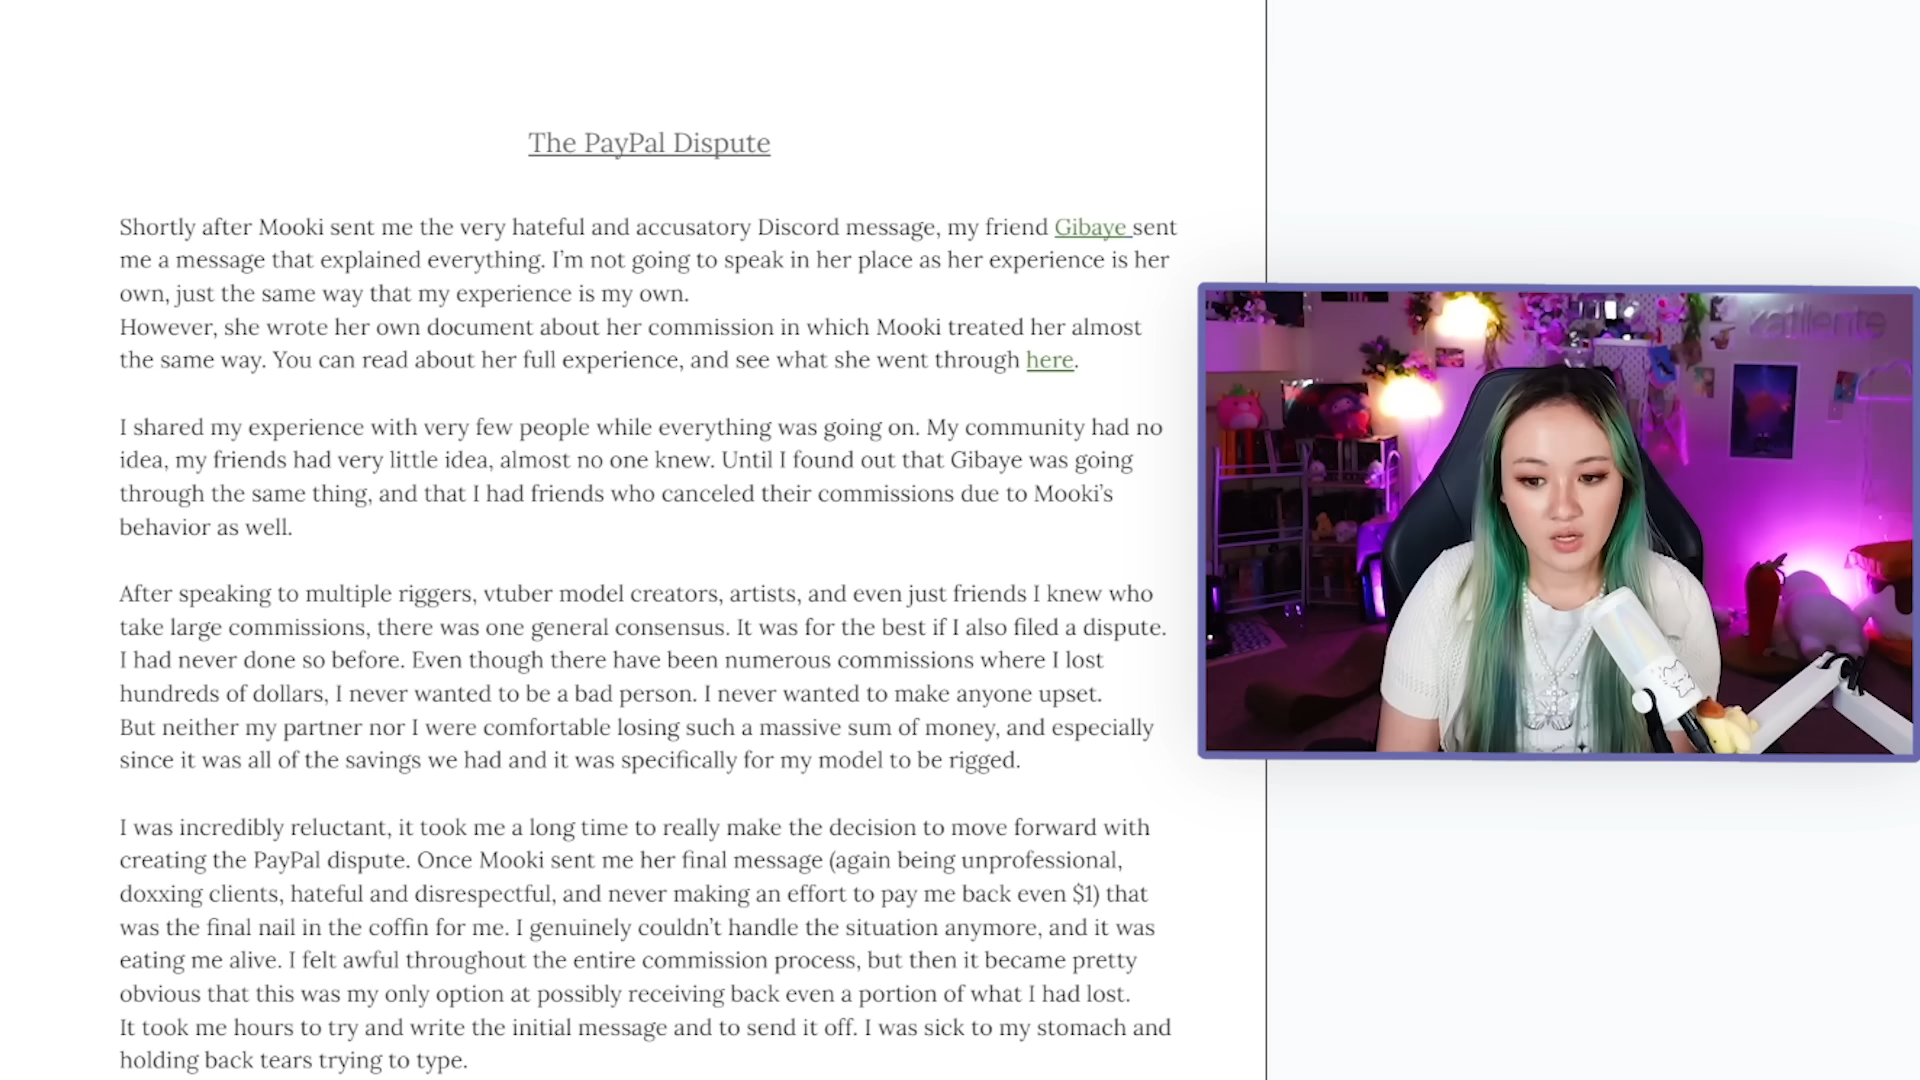 The PayPal Dispute
Shortly after Mooki sent me the very hateful and accusatory Discord message, my friend Gibaye sent
me a message that explained everything. I'm not going to speak in her place as her experience is her
own, just the same way that my experience is my own.
However, she wrote her own document about her commission in which Mooki treated her almost
the same way. You can read about her full experience, and see what she went through here.
I shared my experience with very few people while everything was going on. My community had no
idea, my friends had very little idea, almost no one knew. Until I found out that Gibaye was going
through the same thing, and that I had friends who canceled their commissions due to Mooki's
behavior as well.
After speaking to multiple riggers, vtuber model creators, artists, and even just friends I knew who
take large commissions, there was one general consensus. It was for the best if I also filed a dispute.
I had never done so before. Even though there have been numerous commissions where I lost
hundreds of dollars, I never wanted to be a bad person. I never wanted to make anyone upset.
But neither my partner nor I were comfortable losing such a massive sum of money, and especially
since it was all of the savings we had and it was specifically for my model to be rigged.
I was incredibly reluctant, it took me a long time to really make the decision to move forward with
creating the PayPal dispute. Once Mooki sent me her final message (again being unprofessional,
doxxing clients, hateful and disrespectful, and never making an effort to pay me back even $1) that
was the final nail in the coffin for me. I genuinely couldn't handle the situation anymore, and it was
eating me alive. I felt awful throughout the entire commission process, but then it became pretty
obvious that this was my only option at possibly receiving back even a portion of what I had lost.
It took me hours to try and write the initial message and to send it off. I was sick to my stomach and
holding back tears trying to type.